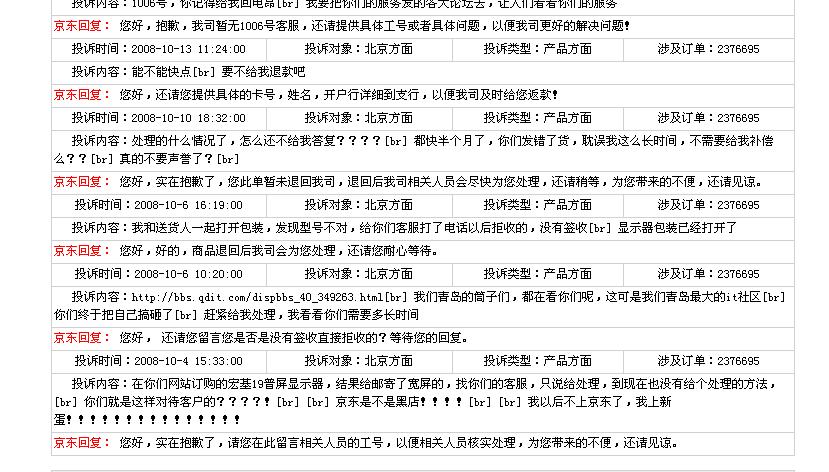 投诉内容：1006号，你记得给我回电昂[br] 我要把你们的服务发的各大论坛去，让人们看看你们的服务
京东回复： 您好，抱歉，我司暂无1006号客服，还请提供具体工号或者具体问题，以便我司更好的解决问题！
投诉时间：2008-10-13 11:24:00 投诉对象：北京方面 投诉类型：产品方面 涉及订单：2376695
投诉内容：能不能快点[br] 要不给我退款吧
京东回复： 您好，还请您提供具体的卡号，姓名，开户行详细到支行，以便我司及时给您返款！
投诉时间：2008-10-10 18:32:00 投诉对象：北京方面 投诉类型：产品方面 涉及订单：2376695
投诉内容：处理的什么情况了，怎么还不给我答复？？？？[br] 都快半个月了，你们发错了货，耽误我这么长时间，不需要给我补偿
么？？[br] 真的不要声誉了？[br]
京东回复： 您好，实在抱歉了，您此单暂未退回我司，退回后我司相关人员会尽快为您处理，还请稍等，为您带来的不便，还请见谅。
投诉时间：2008-10-6 16:19:00 投诉对象：北京方面 投诉类型：产品方面 涉及订单：2376695
投诉内容：我和送货人一起打开包装，发现型号不对，给你们客服打了电话以后拒收的，没有签收[br] 显示器包装已经打开了
京东回复： 您好，好的，商品退回后我司会为您处理，还请您耐心等待。
投诉时间：2008-10-6 10:20:00 投诉对象：北京方面 投诉类型：产品方面 涉及订单：2376695
投诉内容：http://bbs.qdit.com/dispbbs_40_349263.html[br] 我们青岛的筒子们，都在看你们呢，这可是我们青岛最大的it社区[br]
你们终于把自己搞砸了[br] 赶紧给我处理，我看看你们需要多长时间
京东回复： 您好， 还请您留言您是否是没有签收直接拒收的？等待您的回复。
投诉时间：2008-10-4 15:33:00 投诉对象：北京方面 投诉类型：产品方面 涉及订单：2376695
投诉内容：在你们网站订购的宏基19普屏显示器，结果给邮寄了宽屏的，找你们的客服，只说给处理，到现在也没有给个处理的方法，
[br] 你们就是这样对待客户的？？？？！[br] [br] 京东是不是黑店！！！！[br] [br] 我以后不上京东了，我上新
蛋！！！！！！！！！！！！！！！
京东回复： 您好，实在抱歉了，请您在此留言相关人员的工号，以便相关人员核实处理，为您带来的不便，还请见谅。